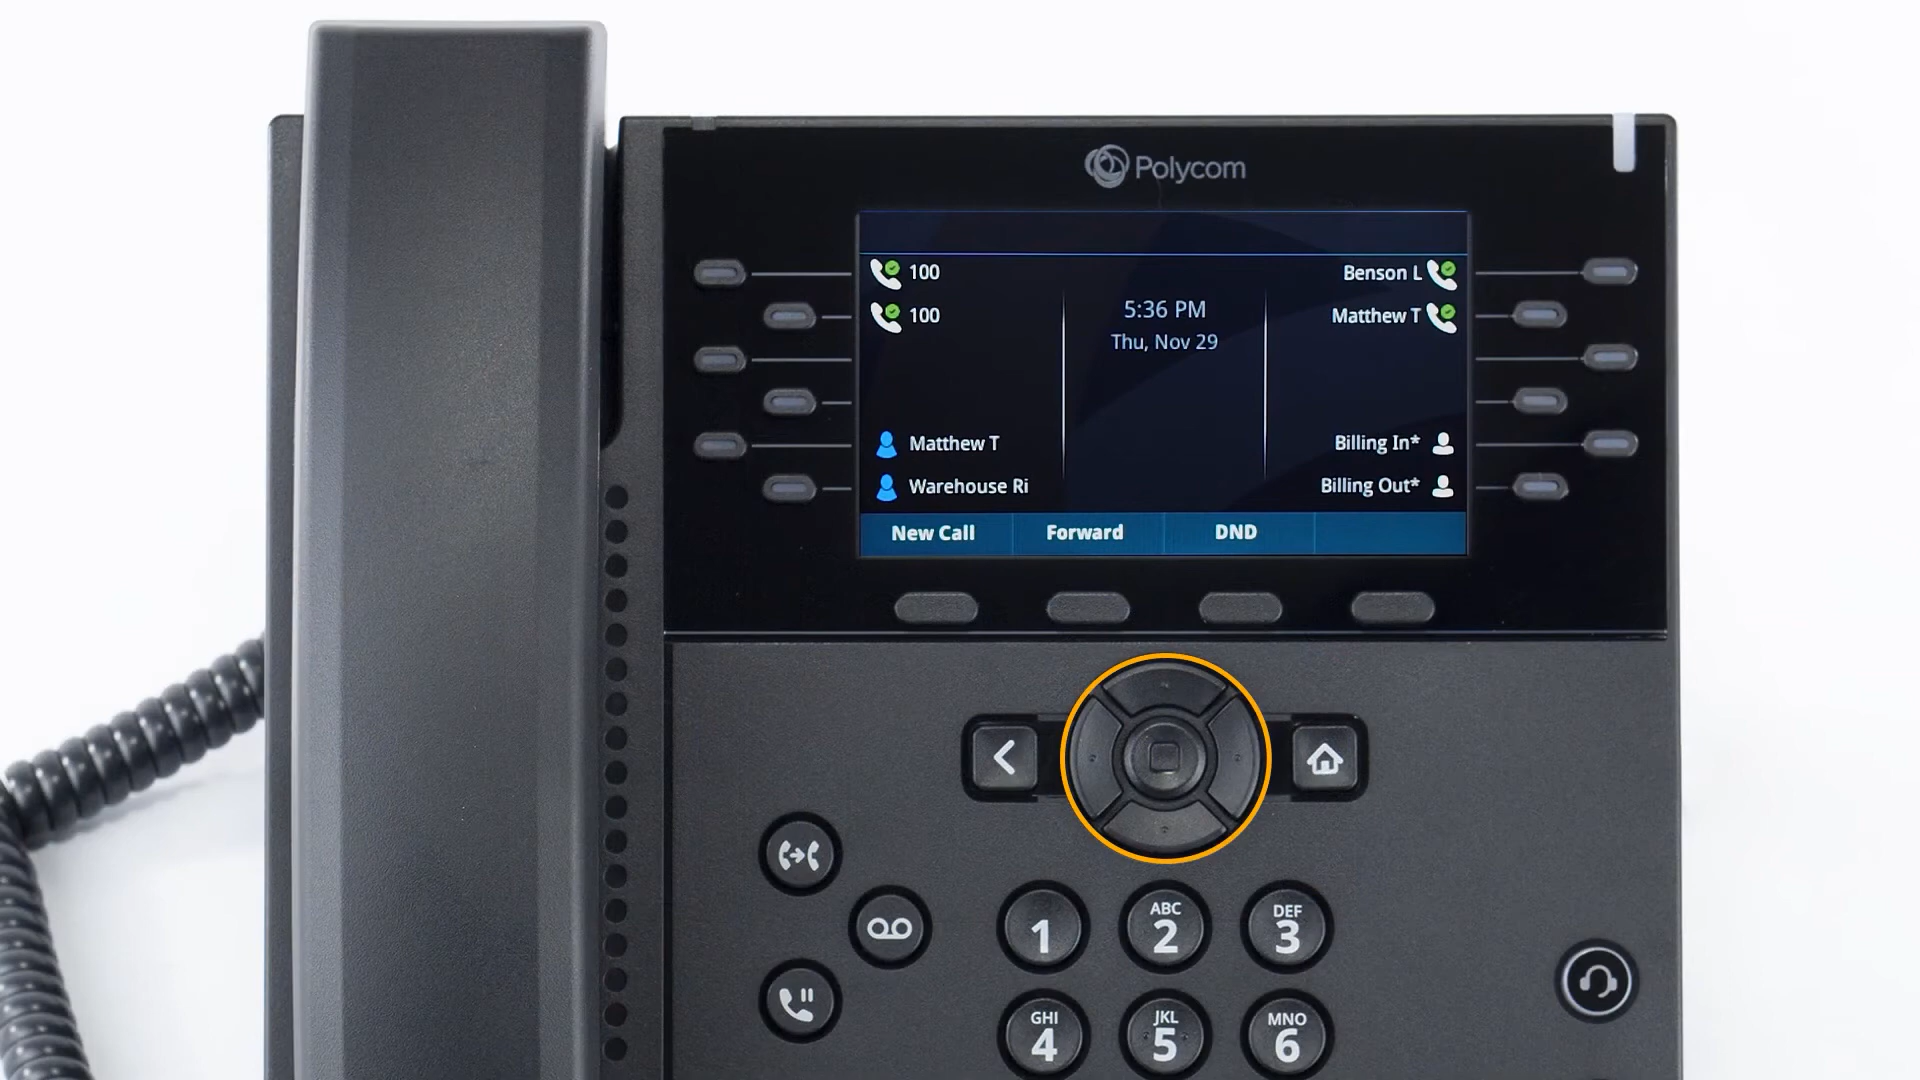 Polycom
100
Benson L
100
5:36 PM
Matthew T
Thu, Nov 29
Matthew T
Billing In*
Warehouse Ri
Billing Out*
New Call
Forward
DND
1
ABC
2
DEF
3
GHI
4
JKL
5
MNO
6